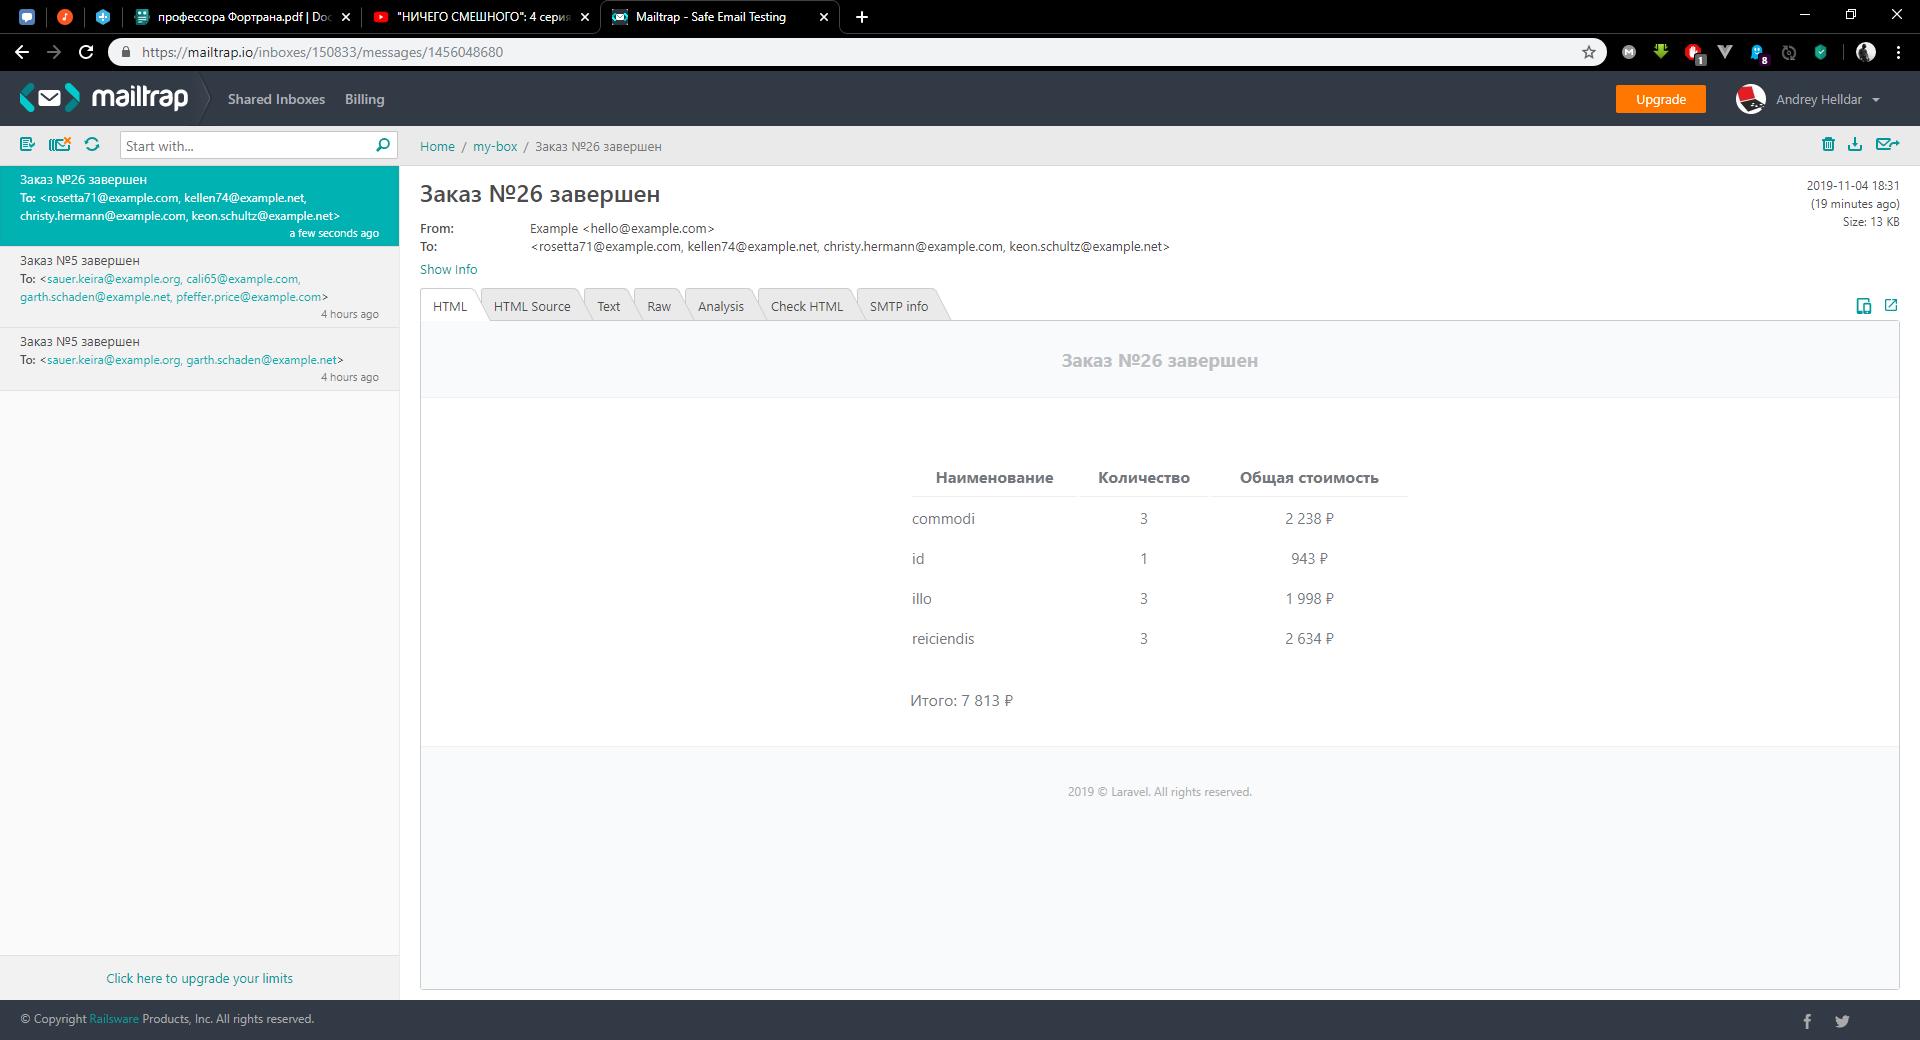 профессора Фортрана.pdf | Doc
"НИЧЕГО СМЕШНОГО": 4 серия
Mailtrap - Safe Email Testing
https://mailtrap.io/inboxes/150833/messages/1456048680
1
8
mailtrap
Shared Inboxes
Billing
Upgrade
Andrey Helldar
Start with...
Home / my-box / Заказ №26 завершен
Заказ №26 завершен
To: <rosetta71@example.com, kellen74@example.net,
christy.hermann@example.com, keon.schultz@example.net>
a few seconds ago
Заказ №5 завершен
To: <sauer.keira@example.org, cali65@example.com,
garth.schaden@example.net, pfeffer.price@example.com>
4 hours ago
Заказ №5 завершен
To: <sauer.keira@example.org, garth.schaden@example.net>
4 hours ago
Click here to upgrade your limits
Заказ №26 завершен
2019-11-04 18:31
(19 minutes ago)
Size: 13 KB
From: Example <hello@example.com>
To: <rosetta71@example.com, kellen74@example.net, christy.hermann@example.com, keon.schultz@example.net>
Show Info
HTML HTML Source Text Raw Analysis Check HTML SMTP info
Заказ №26 завершен
Наименование Количество Общая стоимость
commodi 3 2 238 ₽
id 1 943 ₽
illo 3 1 998 ₽
reiciendis 3 2 634 ₽
Итого: 7 813 ₽
2019 © Laravel. All rights reserved.
© Copyright Railsware Products, Inc. All rights reserved.